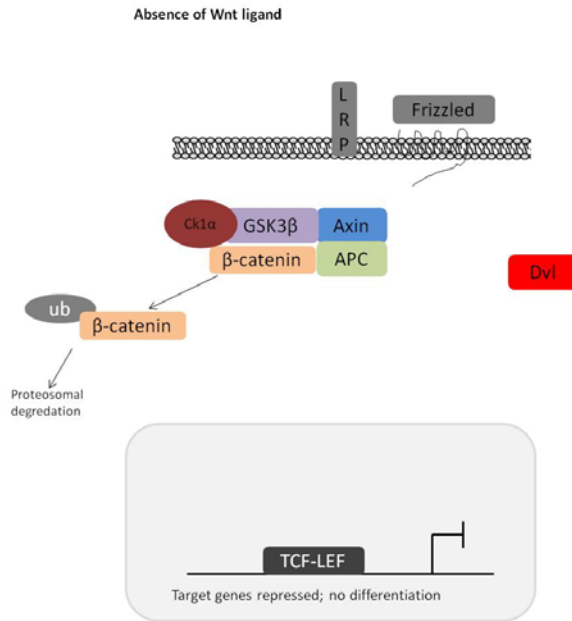 Absence of Wnt ligand
L
R
P
Frizzled
Ck1α
GSK3β
Axin
β-catenin
APC
Dvl
ub
β-catenin
Proteosomal
degredation
TCF-LEF
Target genes repressed; no differentiation